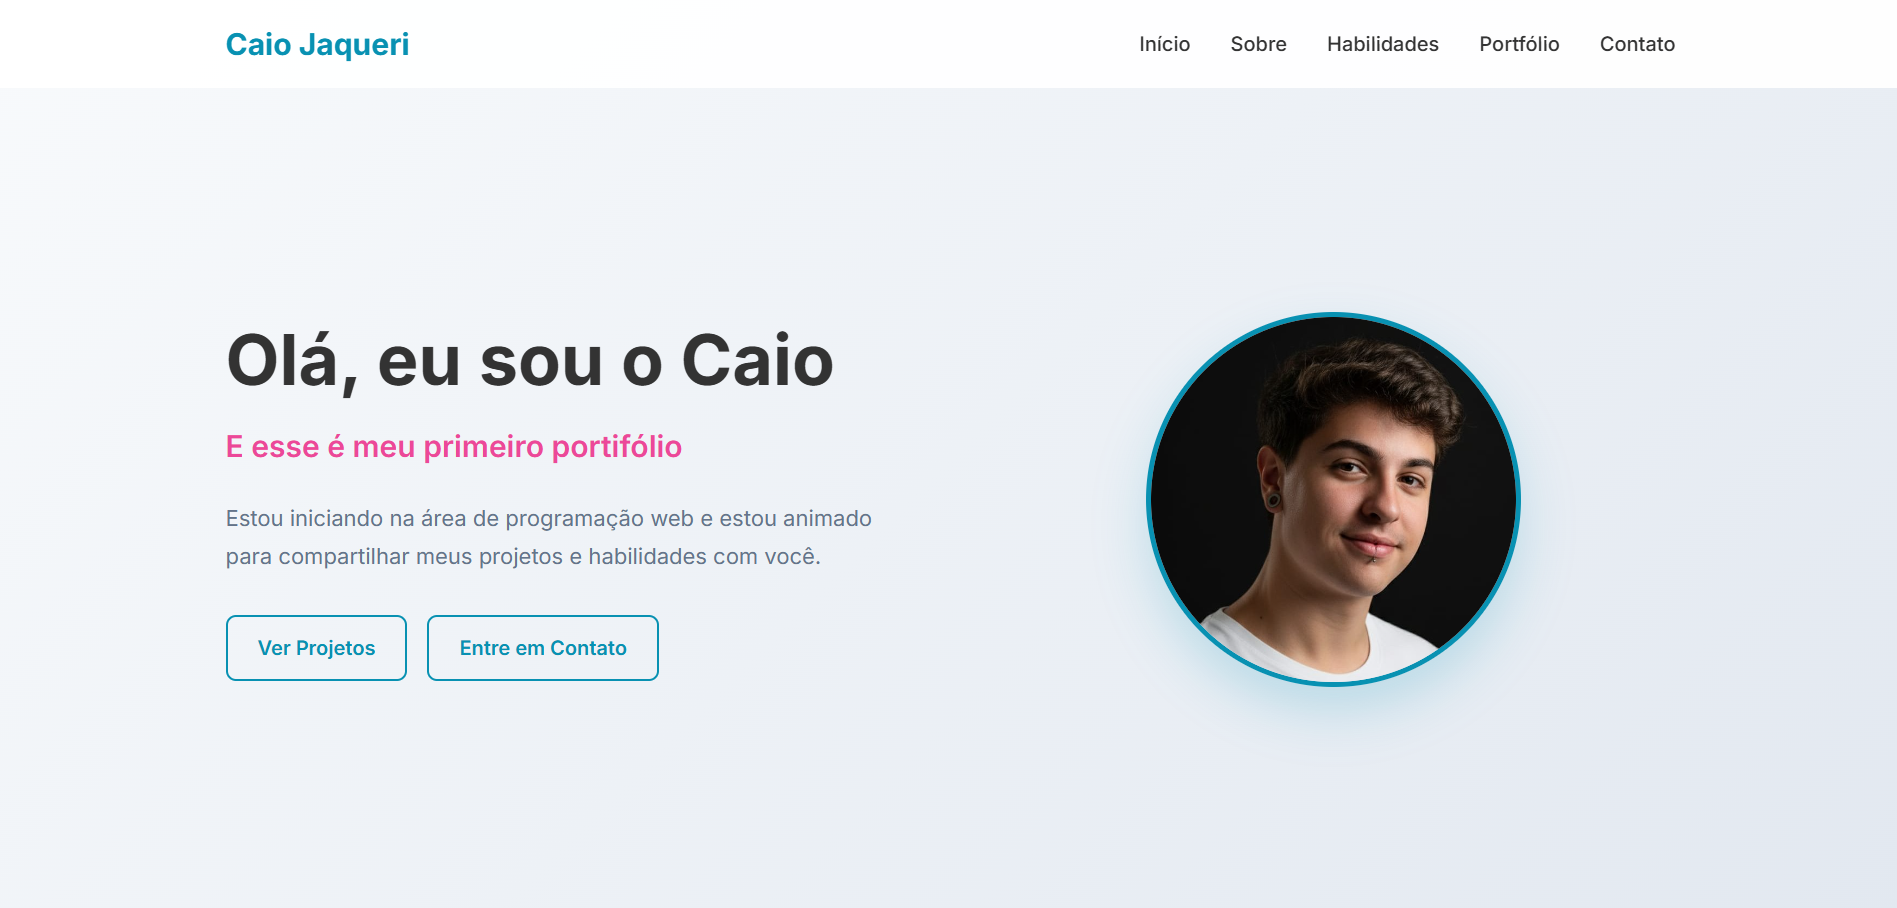 Caio Jaqueri
Início
Sobre
Habilidades
Portfólio
Contato
Olá, eu sou o Caio
E esse é meu primeiro portifólio
Estou iniciando na área de programação web e estou animado
para compartilhar meus projetos e habilidades com você.
Ver Projetos
Entre em Contato